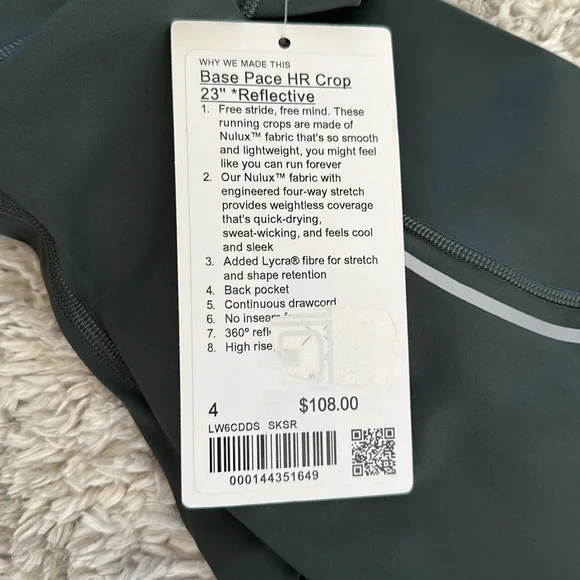 WHY WE MADE THIS
Base Pace HR Crop
23" *Reflective
1. Free stride, free mind. These
running crops are made of
Nulux™ fabric that's so smooth
and lightweight, you might feel
like you can run forever
2. Our Nulux™ fabric with
engineered four-way stretch
provides weightless coverage
that's quick-drying,
sweat-wicking, and feels cool
and sleek
3. Added Lycra® fibre for stretch
and shape retention
4. Back pocket
5. Continuous drawcord
6. No inseam
7. 360°
8. High rise,
4 $108.00
LW6CDDS SKSR
000144351649